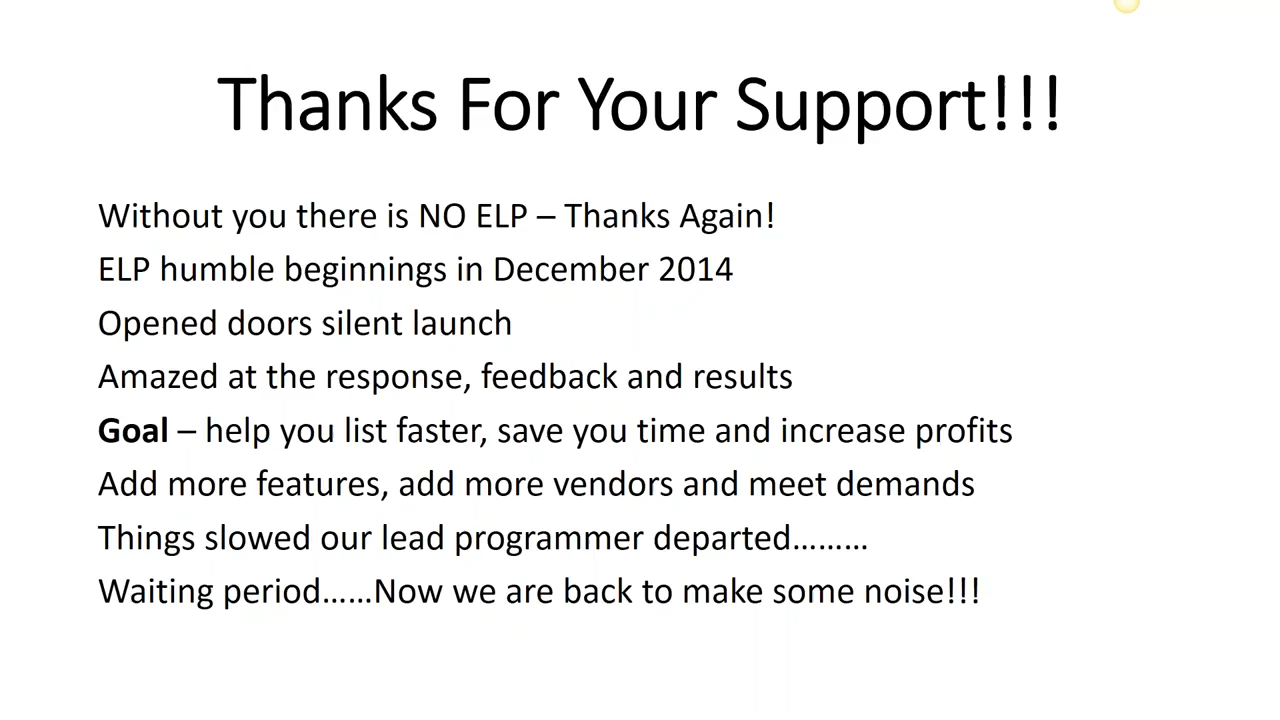 Thanks For Your Support!!!
Without you there is NO ELP – Thanks Again!
ELP humble beginnings in December 2014
Opened doors silent launch
Amazed at the response, feedback and results
Goal – help you list faster, save you time and increase profits
Add more features, add more vendors and meet demands
Things slowed our lead programmer departed………
Waiting period……Now we are back to make some noise!!!